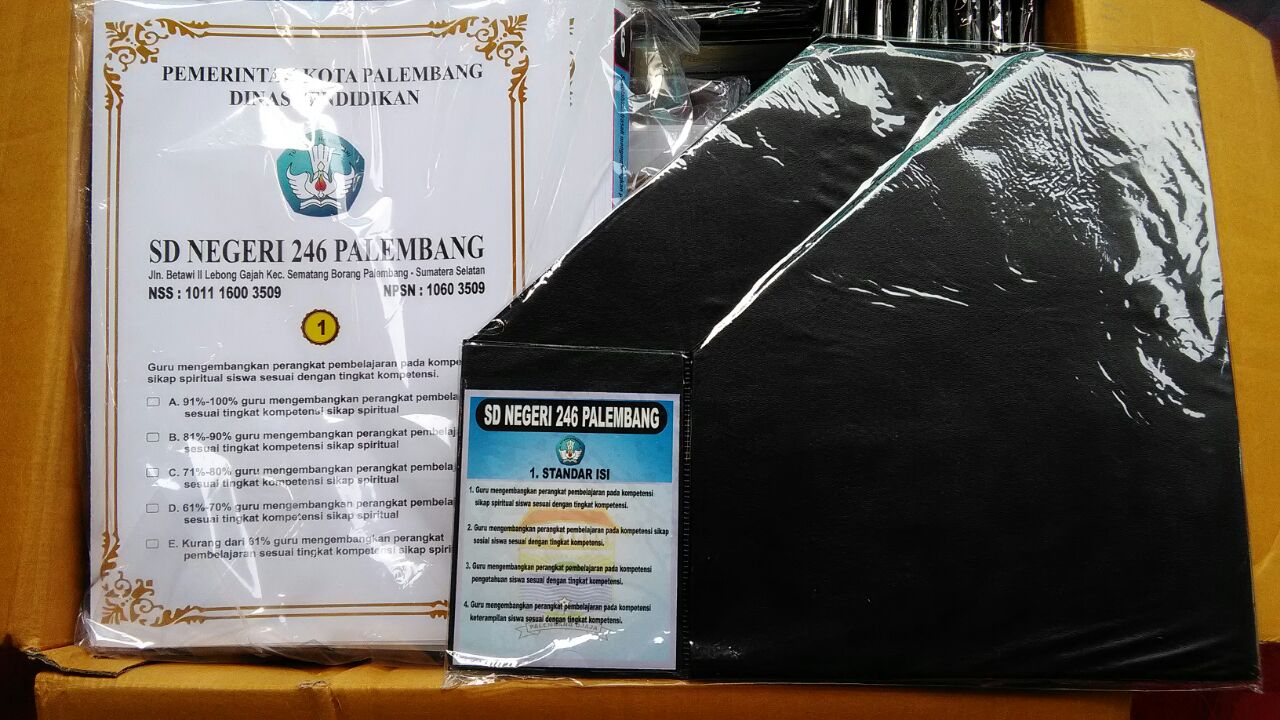 PEMERINTAH KOTA PALEMBANG
DINAS PENDIDIKAN
SD NEGERI 246 PALEMBANG
Jln. Betawi II Lebong Gajah Kec. Sematang Borang Palembang - Sumatera Selatan
NSS : 1011 1600 3509 NPSN : 1060 3509
1
Guru mengembangkan perangkat pembelajaran pada kompe
sikap spiritual siswa sesuai dengan tingkat kompetensi.
A. 91%-100% guru mengembangkan perangkat pembela
sesuai tingkat kompetensi sikap spiritual
B. 81%-90% guru mengembangkan perangkat pembelaj
sesuai tingkat kompetensi sikap spiritual
C. 71%-80% guru mengembangkan perangkat pembelaj
sesuai tingkat kompetensi sikap spiritual
D. 61%-70% guru mengembangkan perangkat pembela
sesuai tingkat kompetensi sikap spiritual
E. Kurang dari 61% guru mengembangkan perangkat
pembelajaran sesuai tingkat kompetensi sikap spiri
SD NEGERI 246 PALEMBANG
1. STANDAR ISI
1. Guru mengembangkan perangkat pembelajaran pada kompetensi
sikap spiritual siswa sesuai dengan tingkat kompetensi.
2. Guru mengembangkan perangkat pembelajaran pada kompetensi sikap
sosial siswa sesuai dengan tingkat kompetensi.
3. Guru mengembangkan perangkat pembelajaran pada kompetensi
pengetahuan siswa sesuai dengan tingkat kompetensi.
4. Guru mengembangkan perangkat pembelajaran pada kompetensi
keterampilan siswa sesuai dengan tingkat kompetensi.
PALEMBANG DJAJA